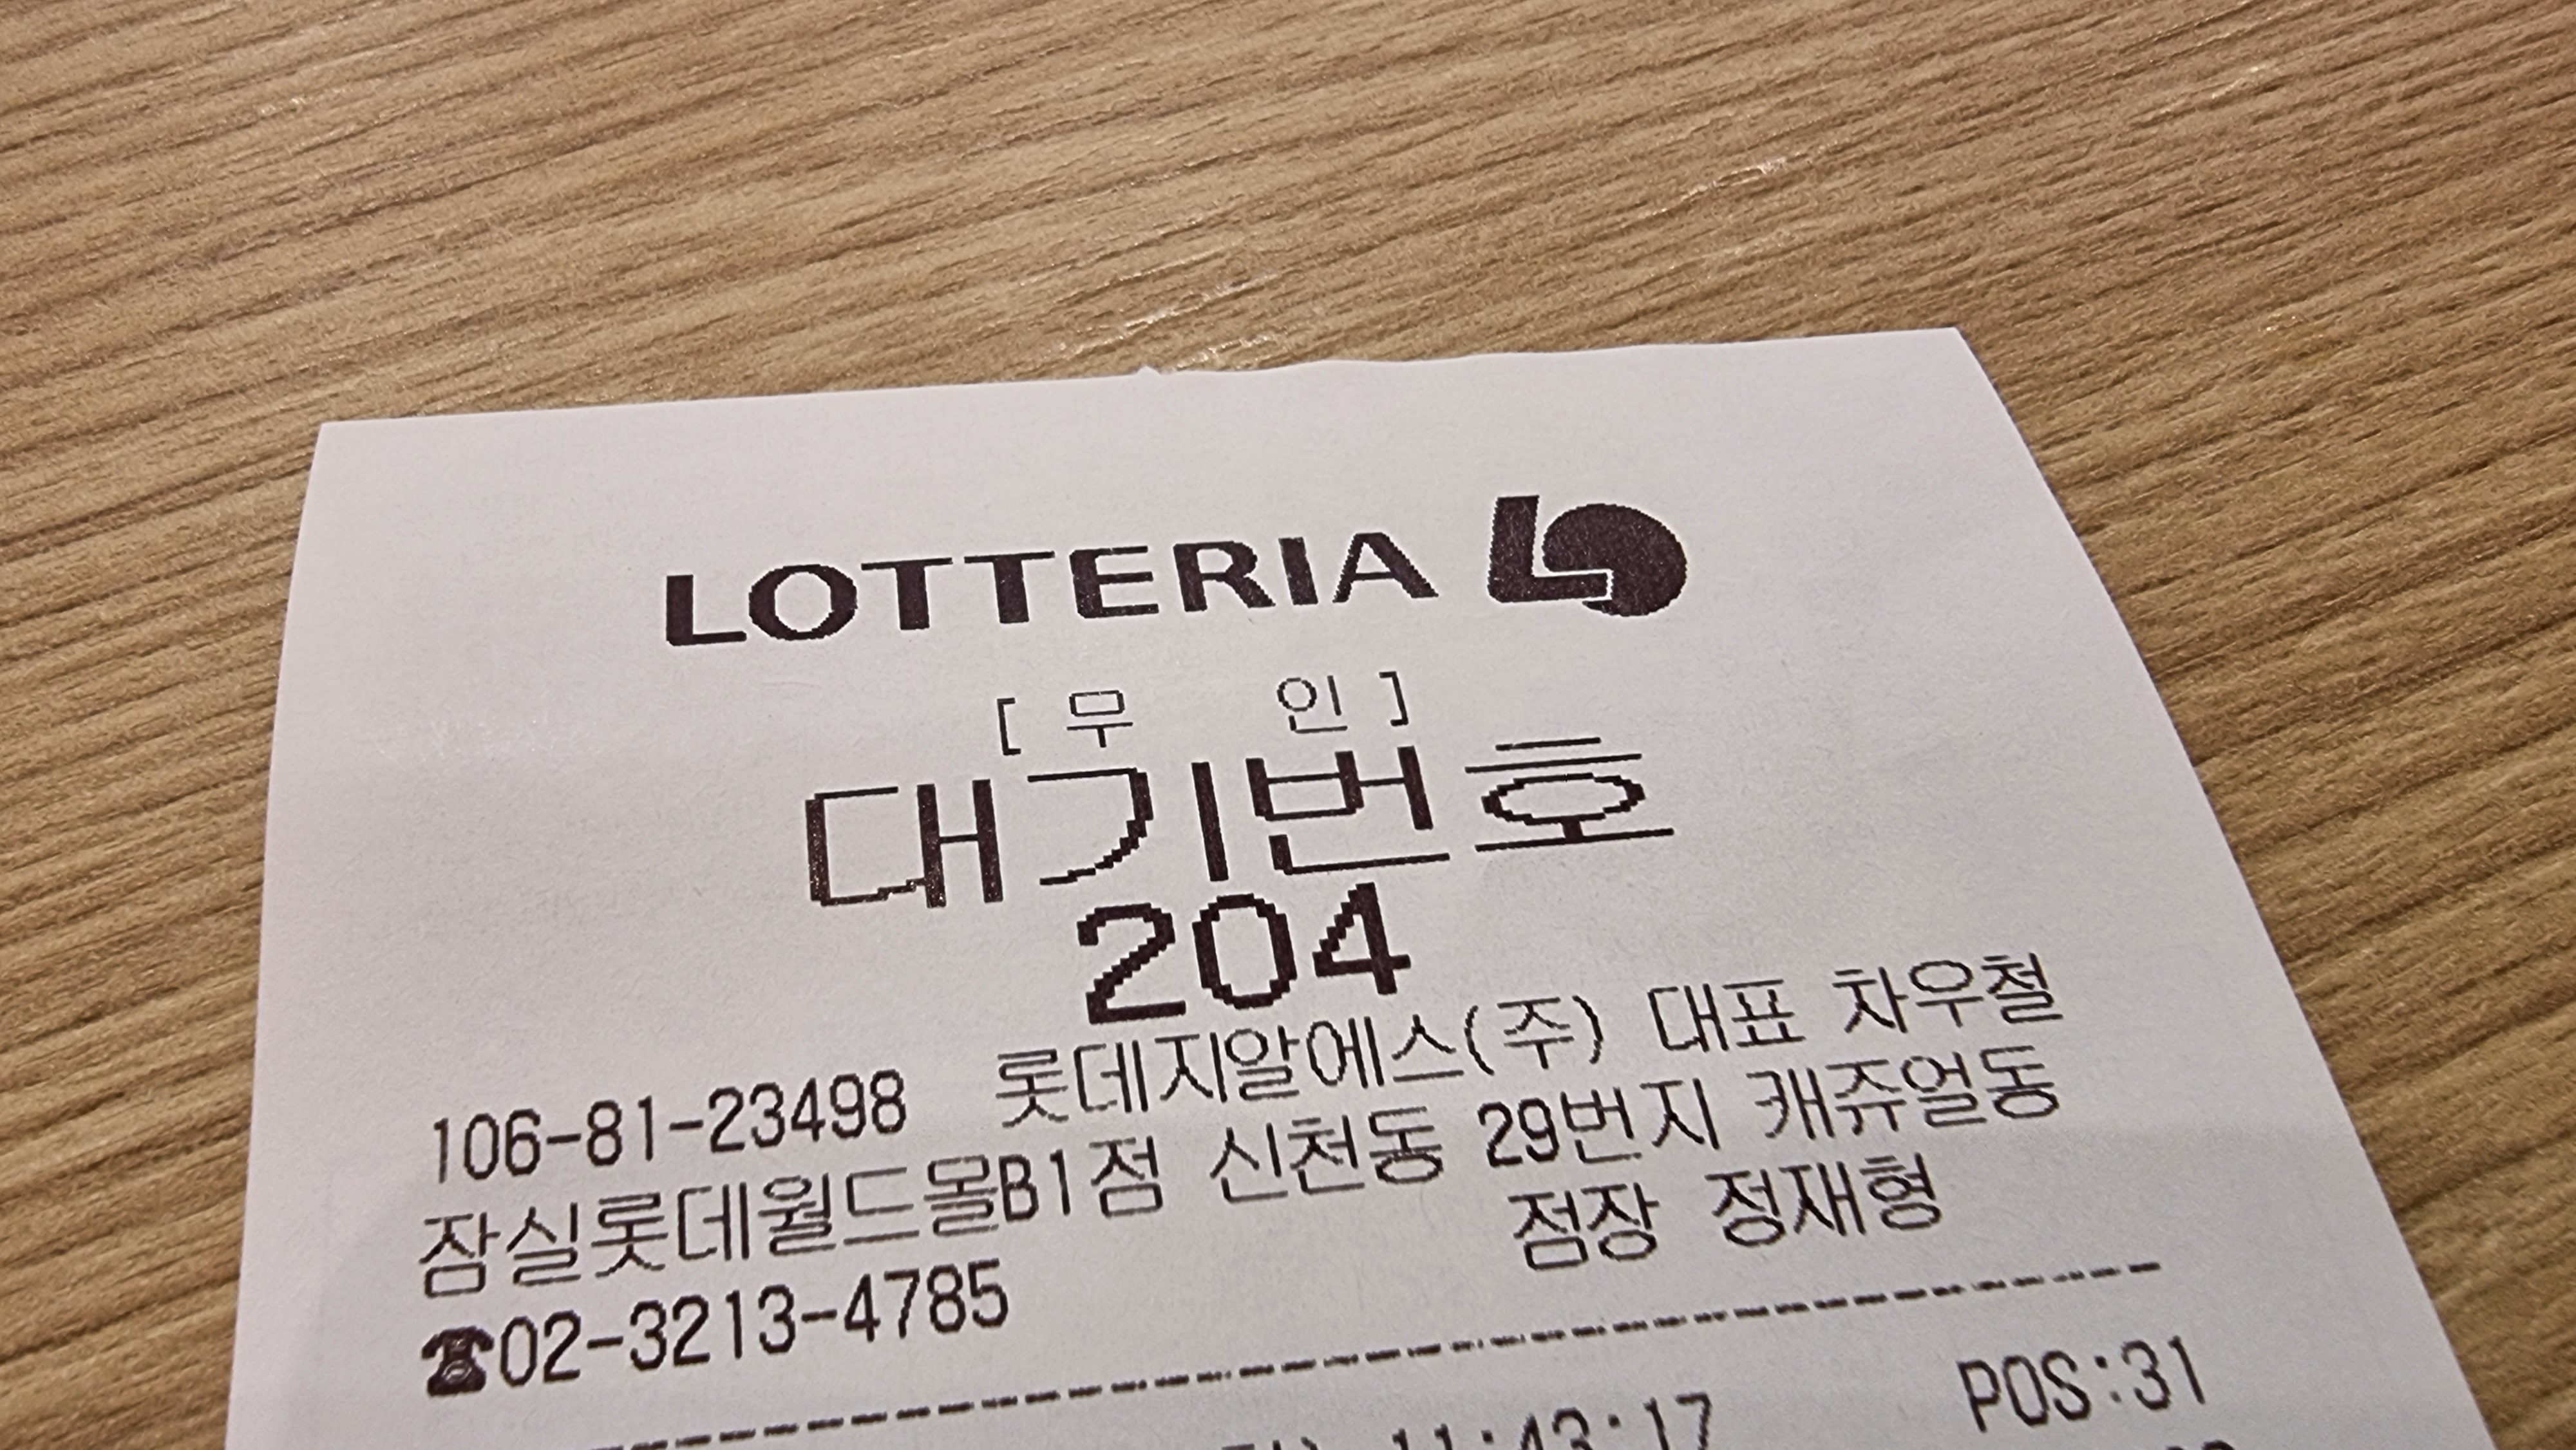 LOTTERIA
[무 인]
대기번호
204
106-81-23498 롯데지알에스(주) 대표 차우철
잠실롯데월드몰B1점 신천동 29번지 캐쥬얼동
☎02-3213-4785 점장 정재형
11:43:17 POS:31